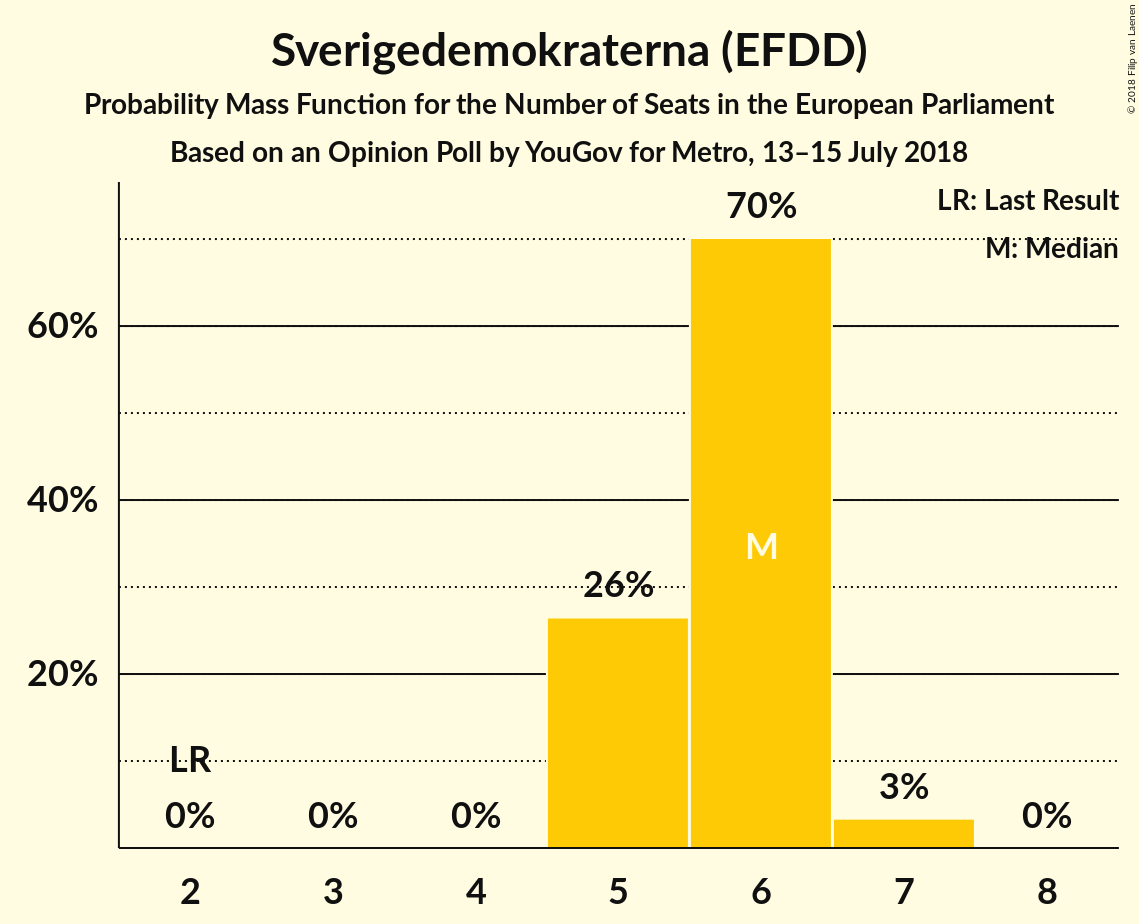 Sverigedemokraterna (EFDD)
Probability Mass Function for the Number of Seats in the European Parliament
Based on an Opinion Poll by YouGov for Metro, 13–15 July 2018
© 2018 Filip van Laenen
LR: Last Result
M: Median
70%
60%
40%
M
26%
20%
LR
3%
0% 0% 0% 0%
2 3 4 5 6 7 8